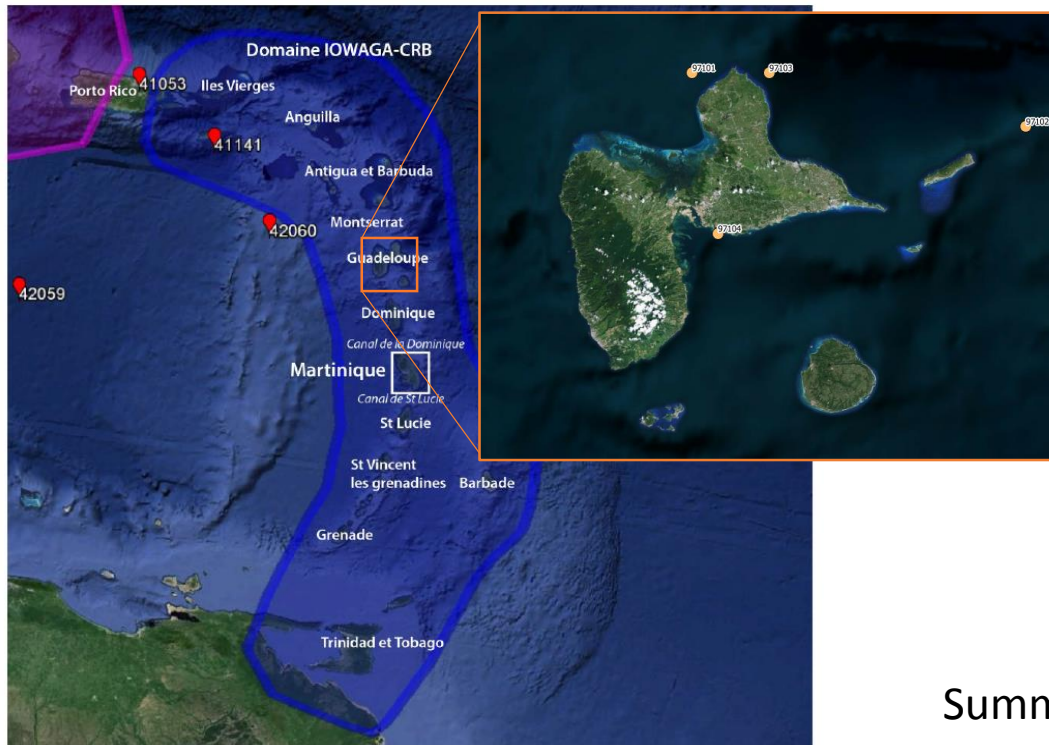 Domaine IOWAGA-CRB
41053
Porto Rico
Iles Vierges
Anguilla
41141
Antigua et Barbuda
Montserrat
42060
Guadeloupe
42059
Dominique
Canal de la Dominique
Martinique
Canal de St Lucie
St Lucie
St Vincent
les grenadines
Barbade
Grenade
Trinidad et Tobago
97101
97103
97102
97104
Summ